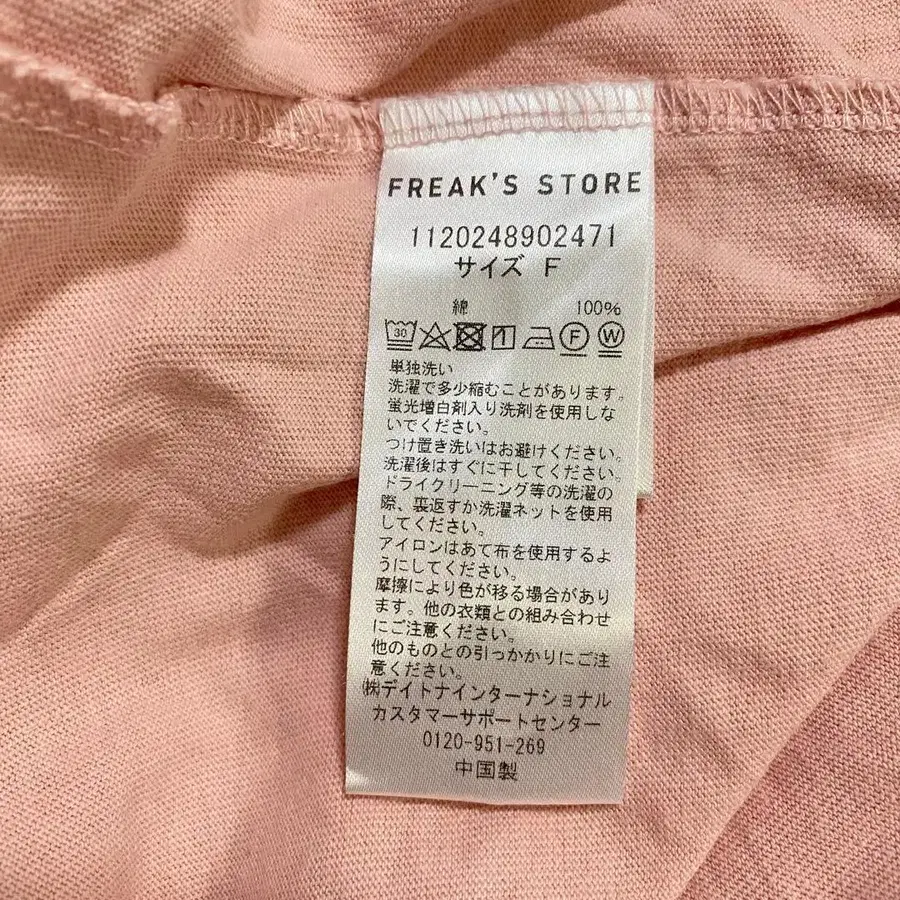 FREAK'S STORE
1120248902471
サイズ F
綿 100%
30 F W
単独洗い
洗濯で多少縮むことがあります。
蛍光増白剤入り洗剤を使用しな
いでください。
つけ置き洗いはお避けください。
洗濯後はすぐに干してください。
ドライクリーニング等の洗濯の
際、裏返すか洗濯ネットを使用
してください。
アイロンはあて布を使用するよ
うにしてください。
摩擦により色が移る場合があり
ます。他の衣類との組み合わせ
にご注意ください。
他のものとの引っかかりにご注
意ください。
㈱デイトナインターナショナル
カスタマーサポートセンター
0120-951-269
中国製